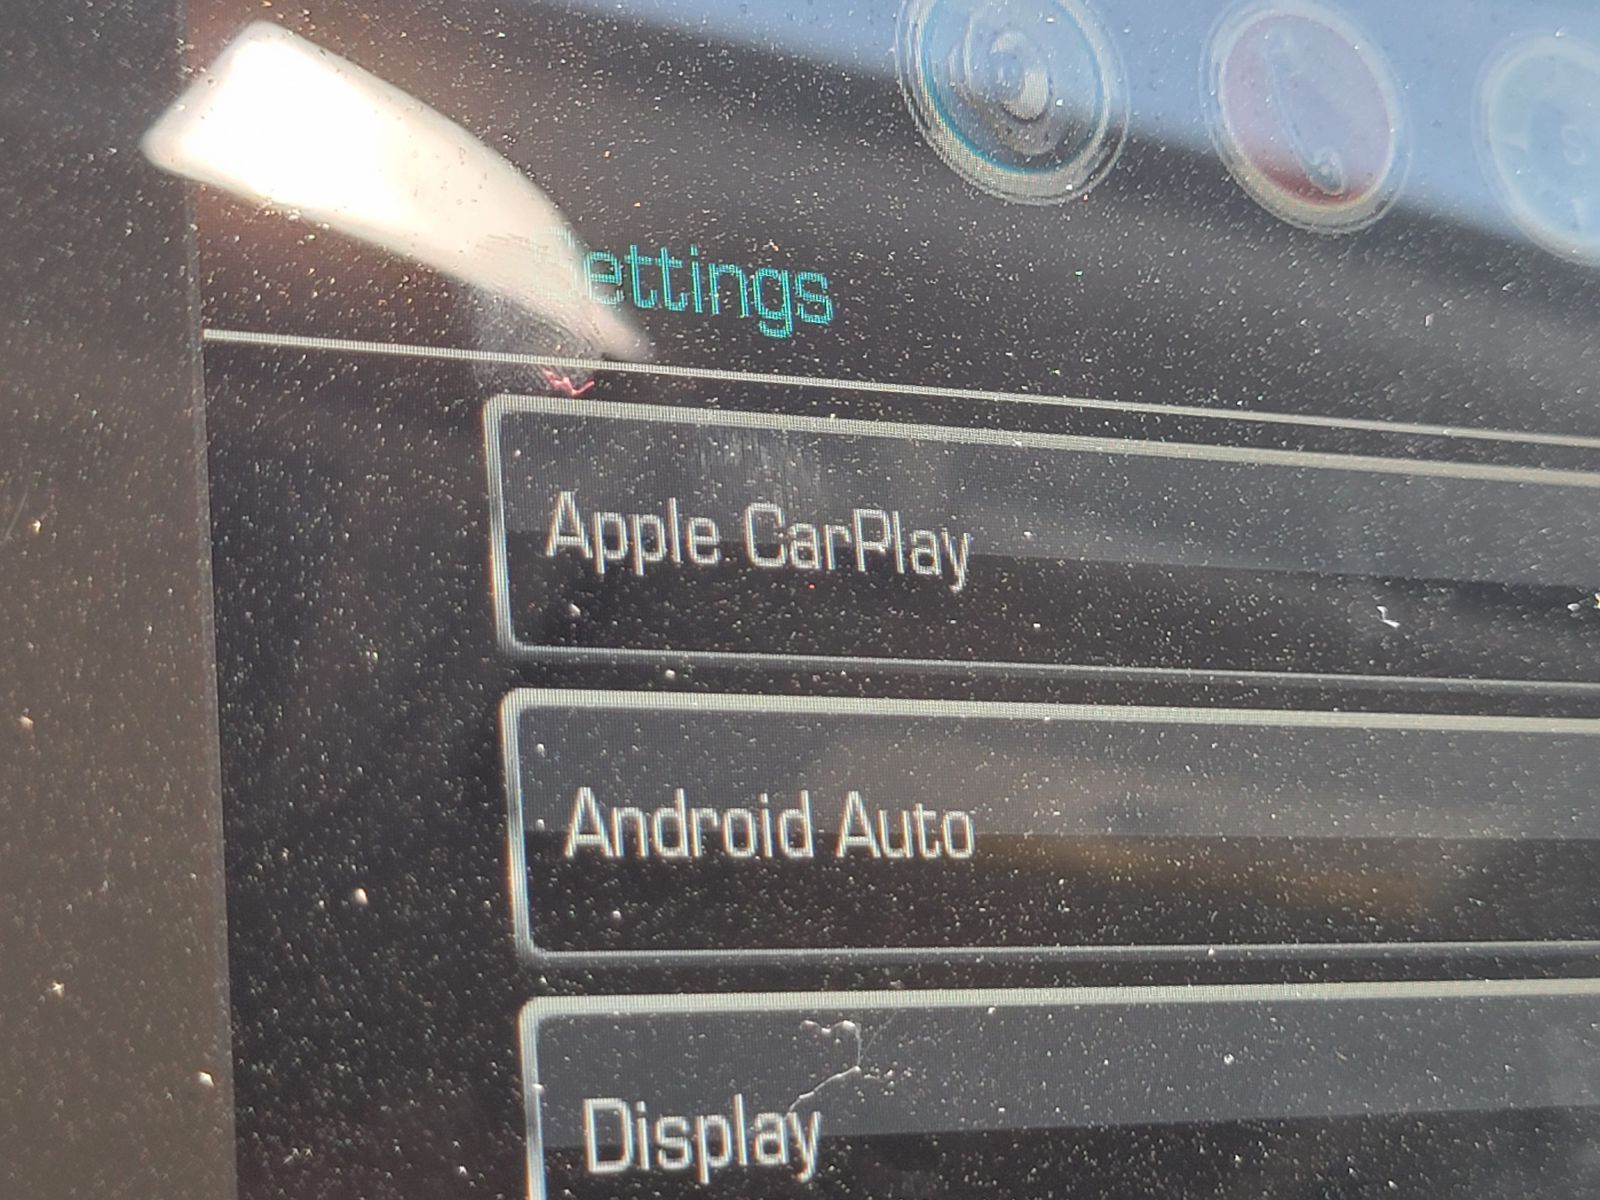 Settings
Apple CarPlay
Android Auto
Display